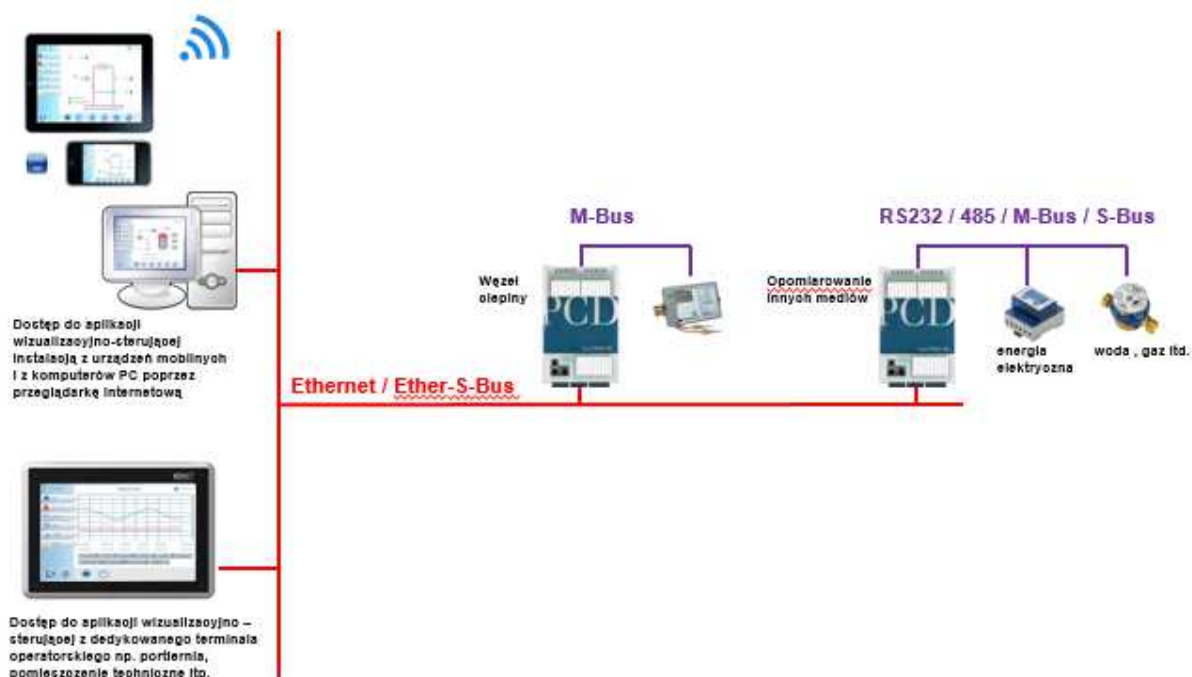 M-Bus
RS232 / 485 / M-Bus / S-Bus
Węzeł
cieplny
PCD
Opomiarowanie
innych mediów
PCD
energia
elektryczna
woda , gaz itd.
Dostęp do aplikacji
wizualizacyjno-sterującej
instalacją z urządzeń mobilnych
i z komputerów PC poprzez
przeglądarkę internetową
Ethernet / Ether-S-Bus
Dostęp do aplikacji wizualizacyjno –
sterującej z dedykowanego terminala
operatorskiego np. portiernia,
pomieszczenie techniczne itp.